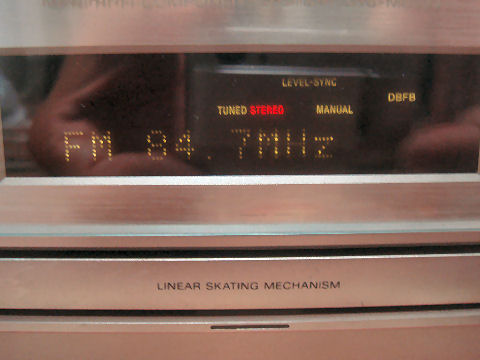 LEVEL-SYNC
DBFB
TUNED STEREO MANUAL
FM 84.7MHz
LINEAR SKATING MECHANISM